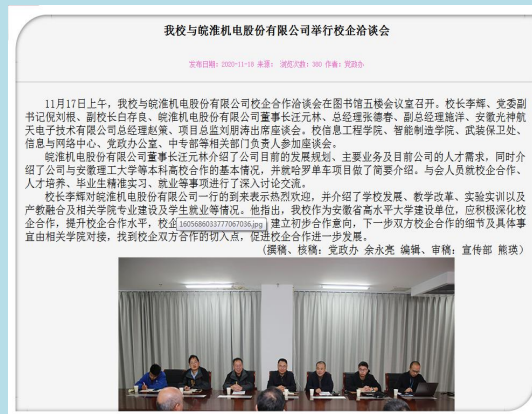 我校与皖淮机电股份有限公司举行校企洽谈会
发布日期: 2020-11-18 来源: 浏览次数: 380 作者: 党政办
11月17日上午，我校与皖淮机电股份有限公司校企合作洽谈会在图书馆五楼会议室召开。校长李辉、党委副
书记倪刘根、副校长白存良、皖淮机电股份有限公司董事长汪元林、总经理张德春、副总经理施洋、安徽光神航
天电子技术有限公司总经理赵策、项目总监刘朋涛出席座谈会。校信息工程学院、智能制造学院、武装保卫处、
信息与网络中心、党政办公室、中专部等相关部门负责人参加座谈会。
皖淮机电股份有限公司董事长汪元林介绍了公司目前的发展规划、主要业务及目前公司的人才需求，同时介
绍了公司与安徽理工大学等本科高校合作的基本情况，并就哈罗单车项目做了简要介绍。与会人员就校企合作、
人才培养、毕业生精准实习、就业等事项进行了深入讨论交流。
校长李辉对皖淮机电股份有限公司一行的到来表示热烈欢迎，并介绍了学校发展、教学改革、实验实训以及
产教融合及相关学院专业建设及学生就业等情况。他指出，我校作为安徽省高水平大学建设单位，应积极深化校
企合作，提升校企合作水平，校企 1605686033777067036.jpg 建立初步合作意向，下一步双方校企合作的细节及具体事
宜由相关学院对接，找到校企双方合作的切入点，促进校企合作进一步发展。
（撰稿、核稿：党政办 余永亮 编辑、审稿：宣传部 熊瑛）